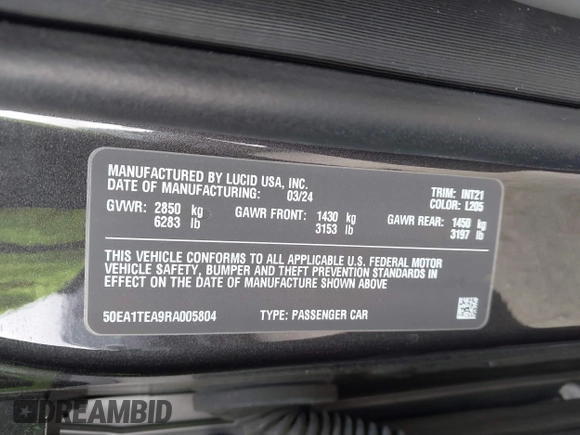 MANUFACTURED BY LUCID USA, INC.
DATE OF MANUFACTURING: 03/24
TRIM: INT21
COLOR: L205
GVWR: 2850 kg GAWR FRONT: 1430 kg GAWR REAR: 1450 kg
6283 lb 3153 lb 3197 lb
THIS VEHICLE CONFORMS TO ALL APPLICABLE U.S. FEDERAL MOTOR
VEHICLE SAFETY, BUMPER AND THEFT PREVENTION STANDARDS IN
EFFECT ON THE DATE OF MANUFACTURE SHOWN ABOVE
50EA1TEA9RA005804 TYPE: PASSENGER CAR
DREAMBID